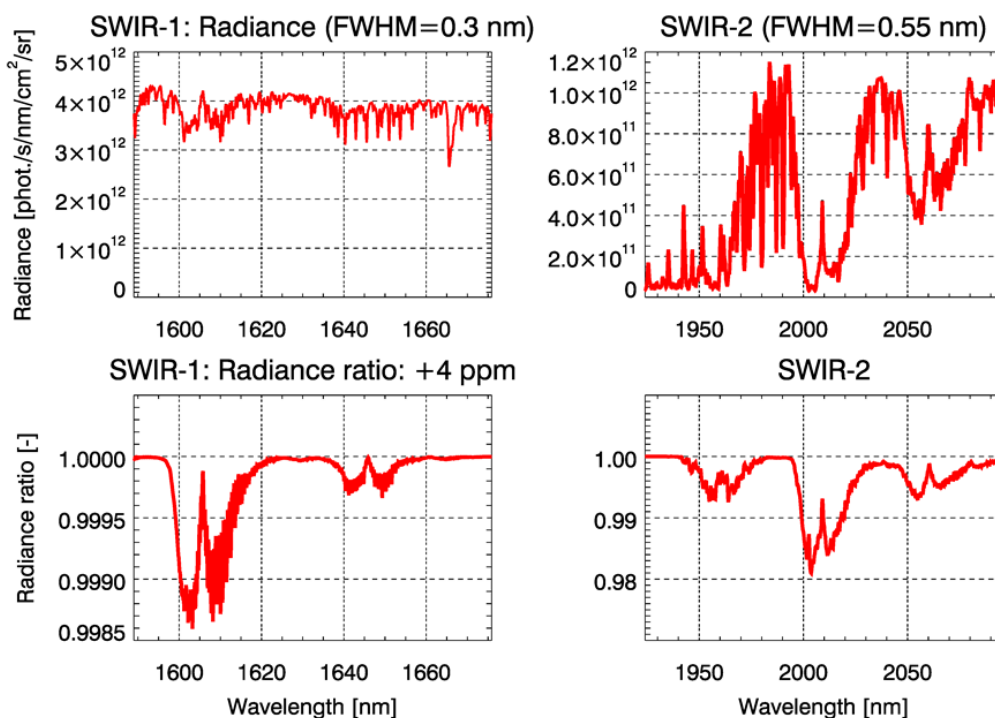 SWIR-1: Radiance (FWHM=0.3 nm)
SWIR-2 (FWHM=0.55 nm)
Radiance [phot./s/nm/cm²/sr]
5×10¹²
4×10¹²
3×10¹²
2×10¹²
1×10¹²
0
1600 1620 1640 1660
1.2×10¹²
1.0×10¹²
8.0×10¹¹
6.0×10¹¹
4.0×10¹¹
2.0×10¹¹
0
1950 2000 2050
SWIR-1: Radiance ratio: +4 ppm
SWIR-2
Radiance ratio [-]
1.0000
0.9995
0.9990
0.9985
1600 1620 1640 1660
Wavelength [nm]
1.00
0.99
0.98
1950 2000 2050
Wavelength [nm]